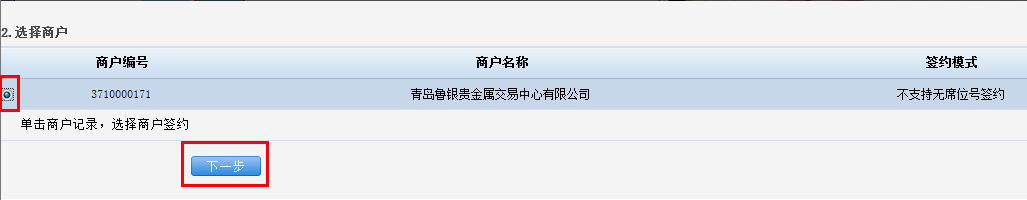 2.选择商户
商户编号 商户名称 签约模式
3710000171 青岛鲁银贵金属交易中心有限公司 不支持无席位号签约
单击商户记录，选择商户签约
下一步